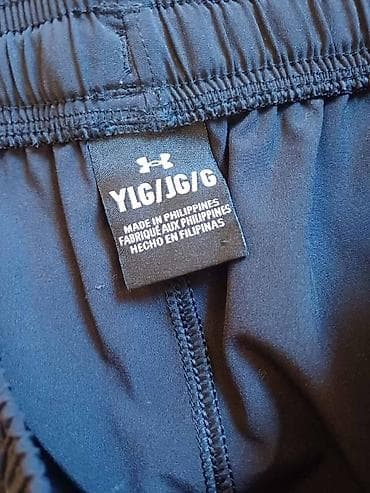 YLG/JG/G
MADE IN PHILIPPINES
FABRIQUÉ AUX PHILIPPINES
HECHO EN FILIPINAS